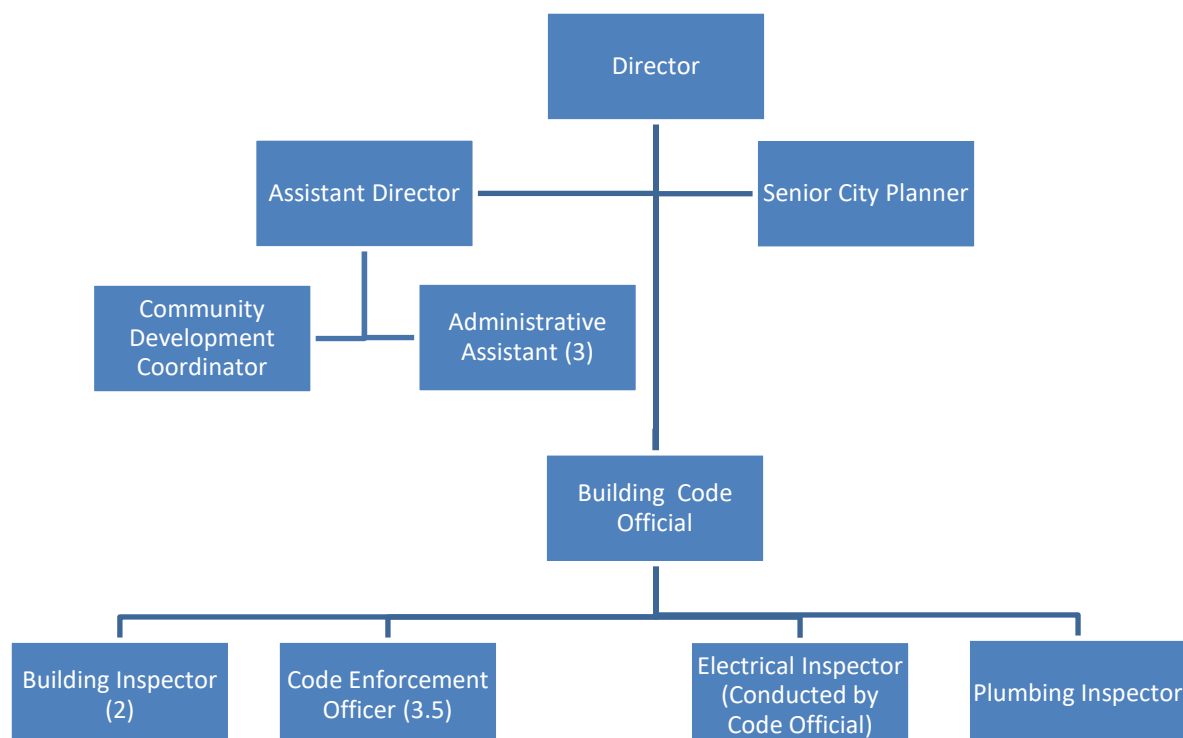 Director
Assistant Director
Senior City Planner
Community
Development
Coordinator
Administrative
Assistant (3)
Building  Code
Official
Building Inspector
(2)
Code Enforcement
Officer (3.5)
Electrical Inspector
(Conducted by
Code Official)
Plumbing Inspector